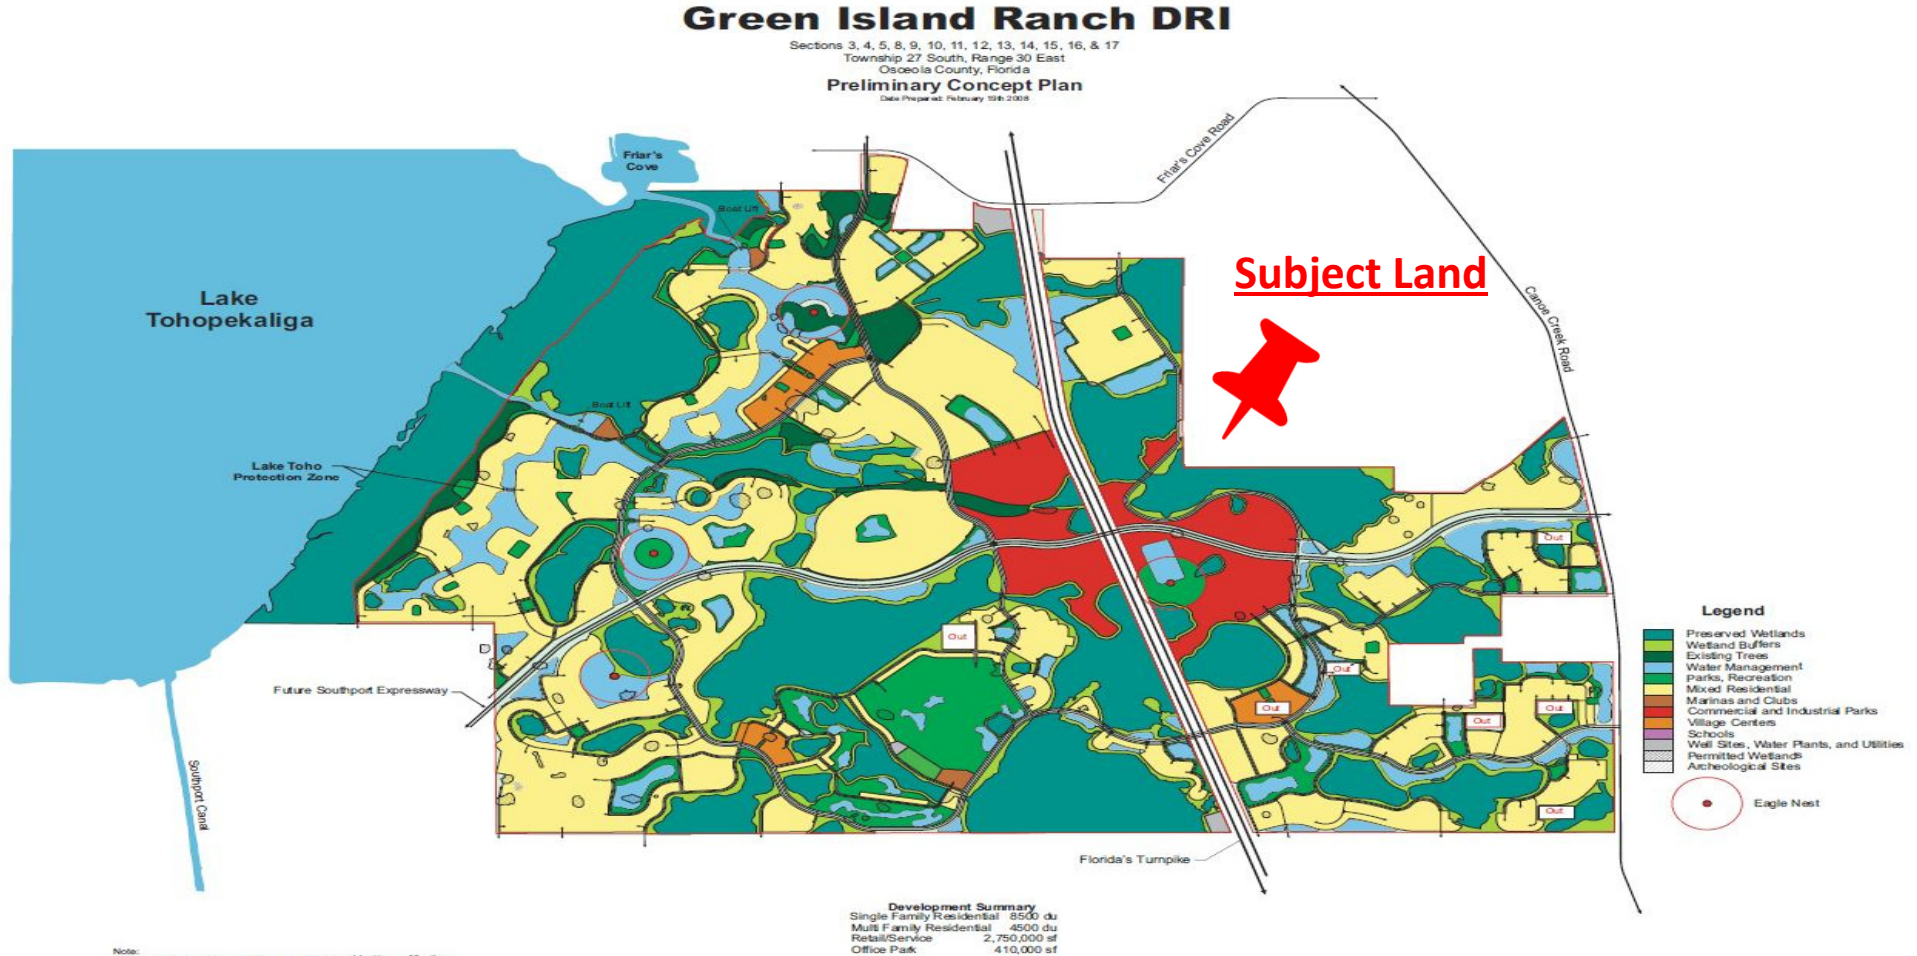 Green Island Ranch DRI
Sections 3, 4, 5, 8, 9, 10, 11, 12, 13, 14, 15, 16, & 17
Township 27 South, Range 30 East
Osceola County, Florida
Preliminary Concept Plan
Date Prepared: February 19th 2008
Friar's
Cove
Friar's Cove Road
Boat Lift
Subject Land
Lake
Tohopekaliga
Canoe Creek Road
Boat Lift
Lake Toho
Protection Zone
Out
Out
Out
Future Southport Expressway
Out
Out
Out
Out
Southport Canal
Florida's Turnpike
Legend
Preserved Wetlands
Wetland Buffers
Existing Trees
Water Management
Parks, Recreation
Mixed Residential
Marinas and Clubs
Commercial and Industrial Parks
Village Centers
Schools
Well Sites, Water Plants, and Utilities
Permitted Wetlands
Archeological Sites
Eagle Nest
Development Summary
Single Family Residential 8500 du
Multi Family Residential 4500 du
Retail/Service 2,750,000 sf
Office Park 410,000 sf
Note: